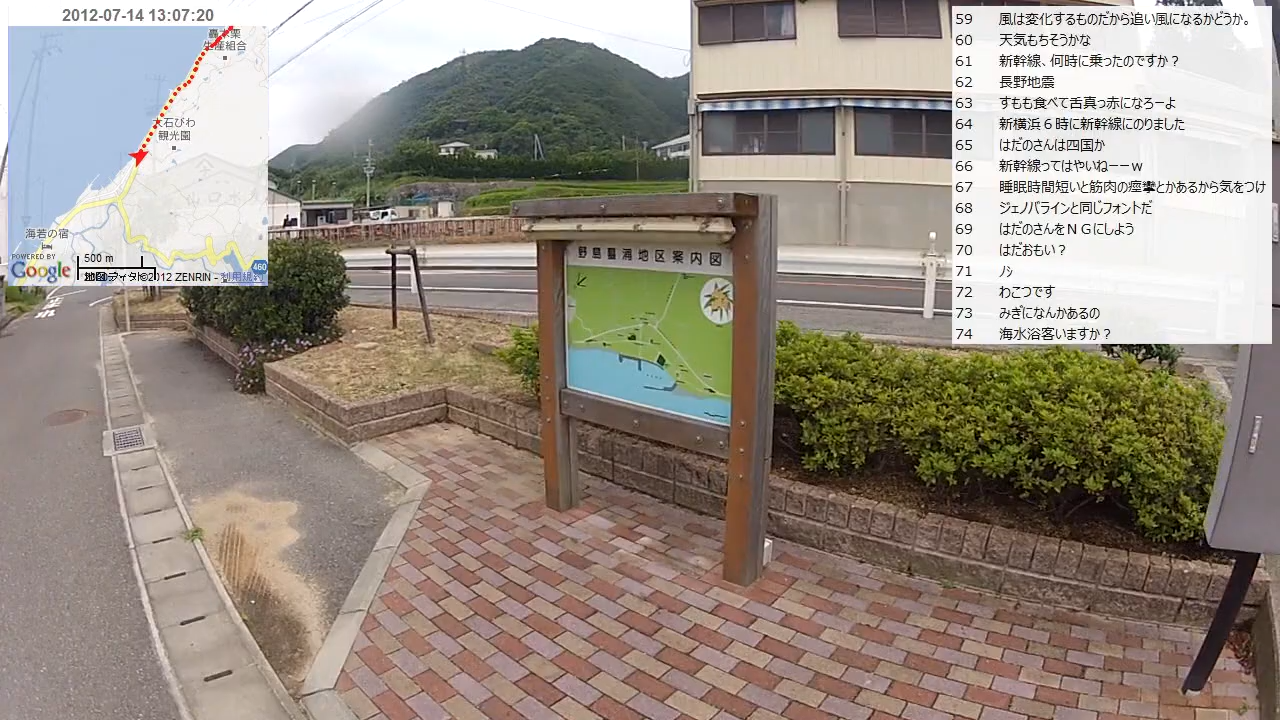 2012-07-14 13:07:20
生産組合
大石びわ
観光園
海若の宿
POWERED BY
Google
500 m
©2012 ZENRIN - 利用規約
460
野島蟇浦地区案内図
59 風は変化するものだから追い風になるかどうか。
60 天気もちそうかな
61 新幹線、何時に乗ったのですか？
62 長野地震
63 すもも食べて舌真っ赤になろーよ
64 新横浜６時に新幹線にのりました
65 はだのさんは四国か
66 新幹線ってはやいねーーｗ
67 睡眠時間短いと筋肉の痙攣とかあるから気をつけ
68 ジェノバラインと同じフォントだ
69 はだのさんをＮＧにしよう
70 はだおもい？
71 ﾉｼ
72 わこつです
73 みぎになんかあるの
74 海水浴客いますか？